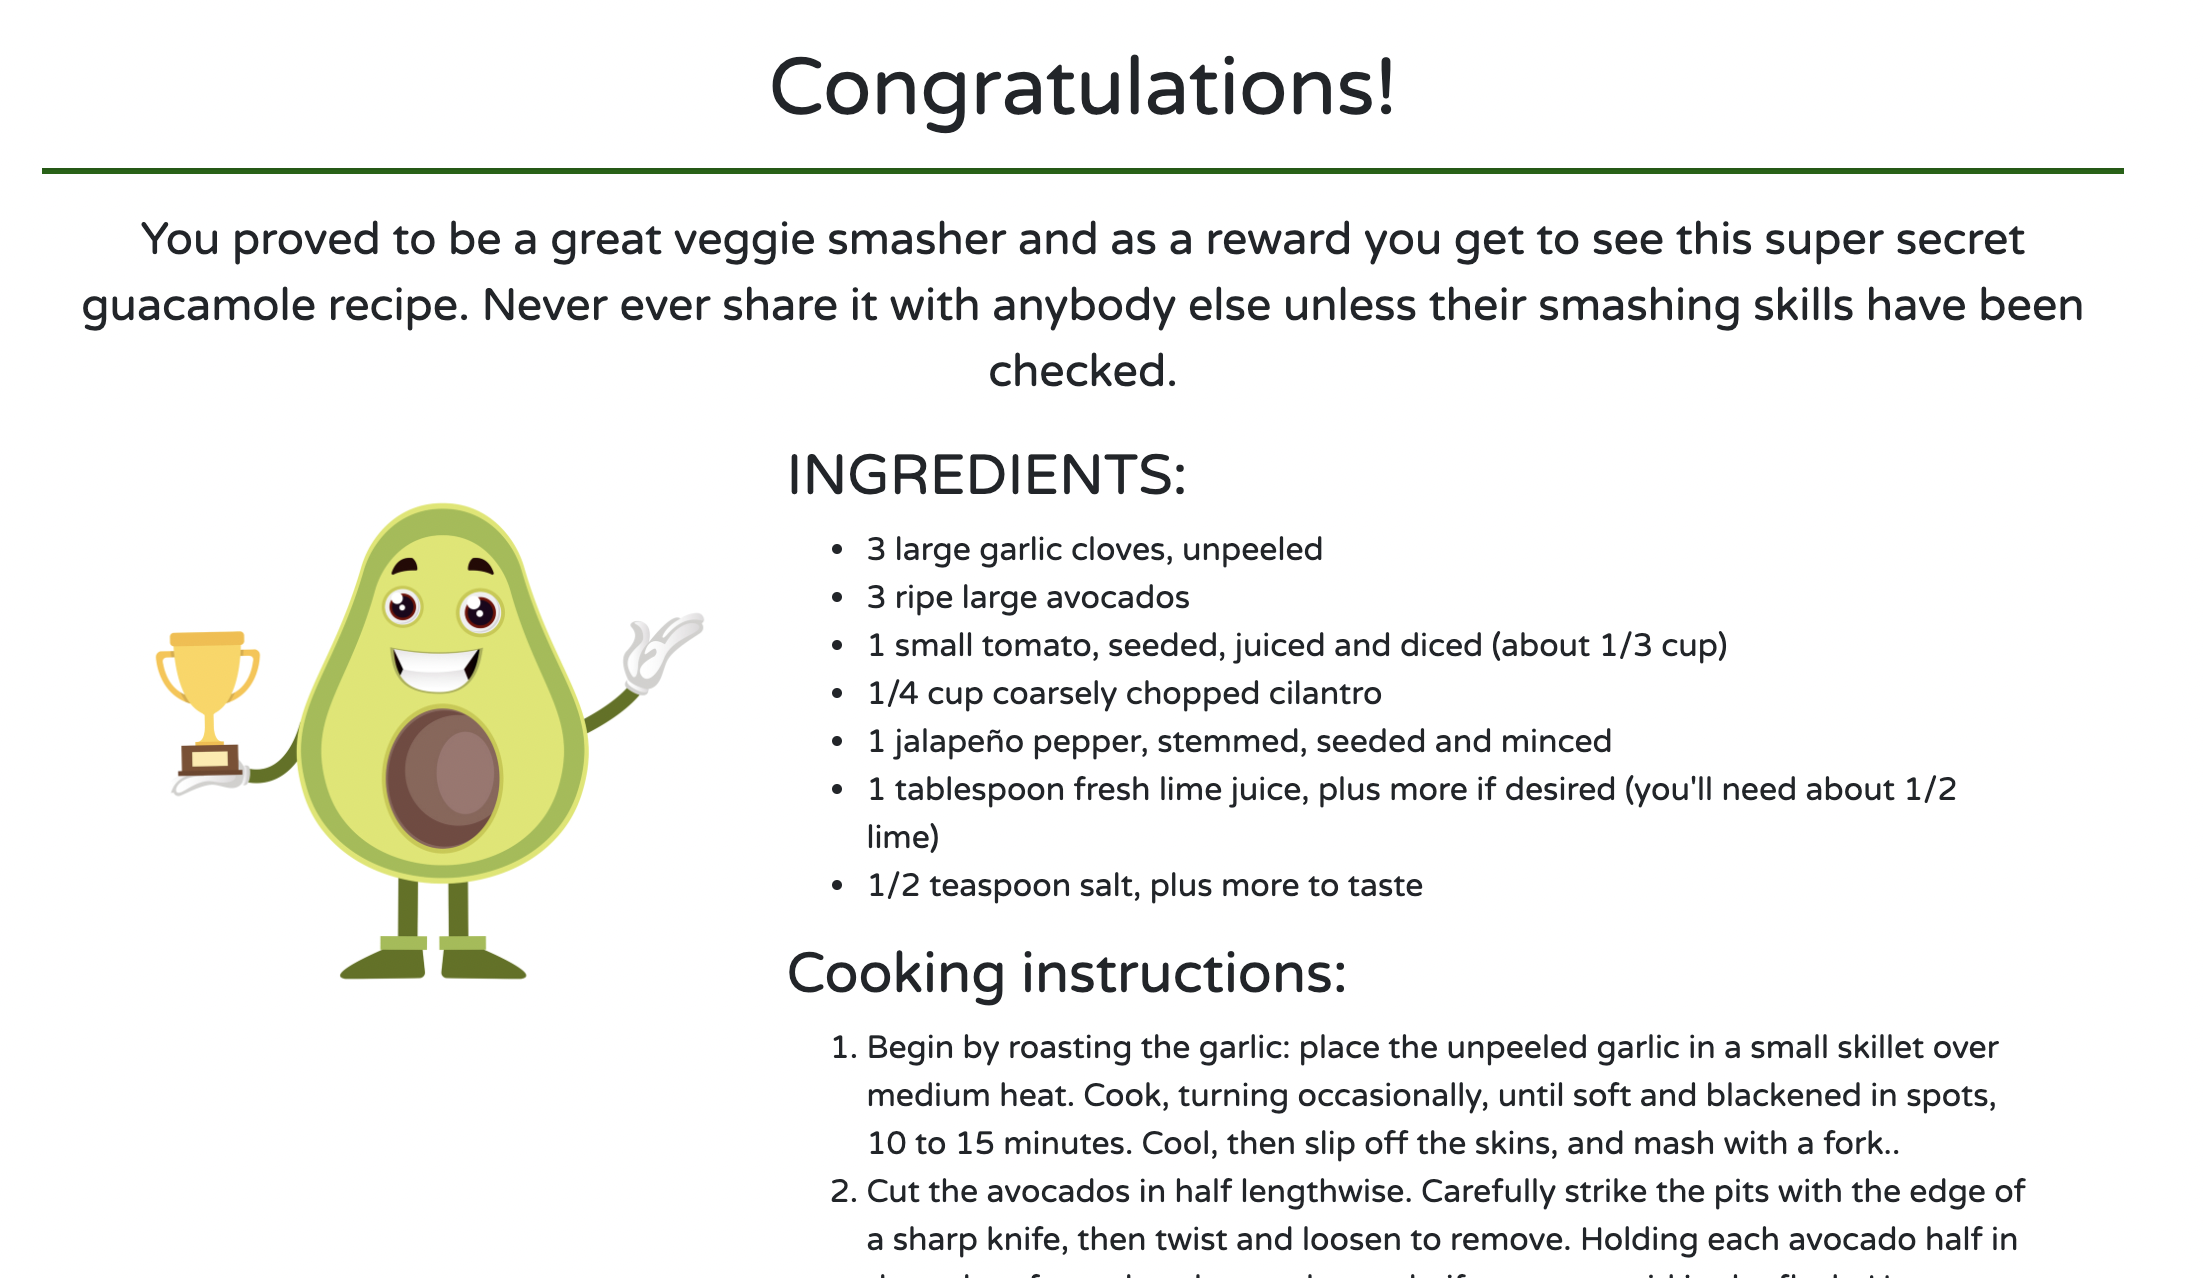 Congratulations!
You proved to be a great veggie smasher and as a reward you get to see this super secret
guacamole recipe. Never ever share it with anybody else unless their smashing skills have been
checked.
INGREDIENTS:
• 3 large garlic cloves, unpeeled
• 3 ripe large avocados
• 1 small tomato, seeded, juiced and diced (about 1/3 cup)
• 1/4 cup coarsely chopped cilantro
• 1 jalapeño pepper, stemmed, seeded and minced
• 1 tablespoon fresh lime juice, plus more if desired (you'll need about 1/2
lime)
• 1/2 teaspoon salt, plus more to taste
Cooking instructions:
1. Begin by roasting the garlic: place the unpeeled garlic in a small skillet over
medium heat. Cook, turning occasionally, until soft and blackened in spots,
10 to 15 minutes. Cool, then slip off the skins, and mash with a fork..
2. Cut the avocados in half lengthwise. Carefully strike the pits with the edge of
a sharp knife, then twist and loosen to remove. Holding each avocado half in